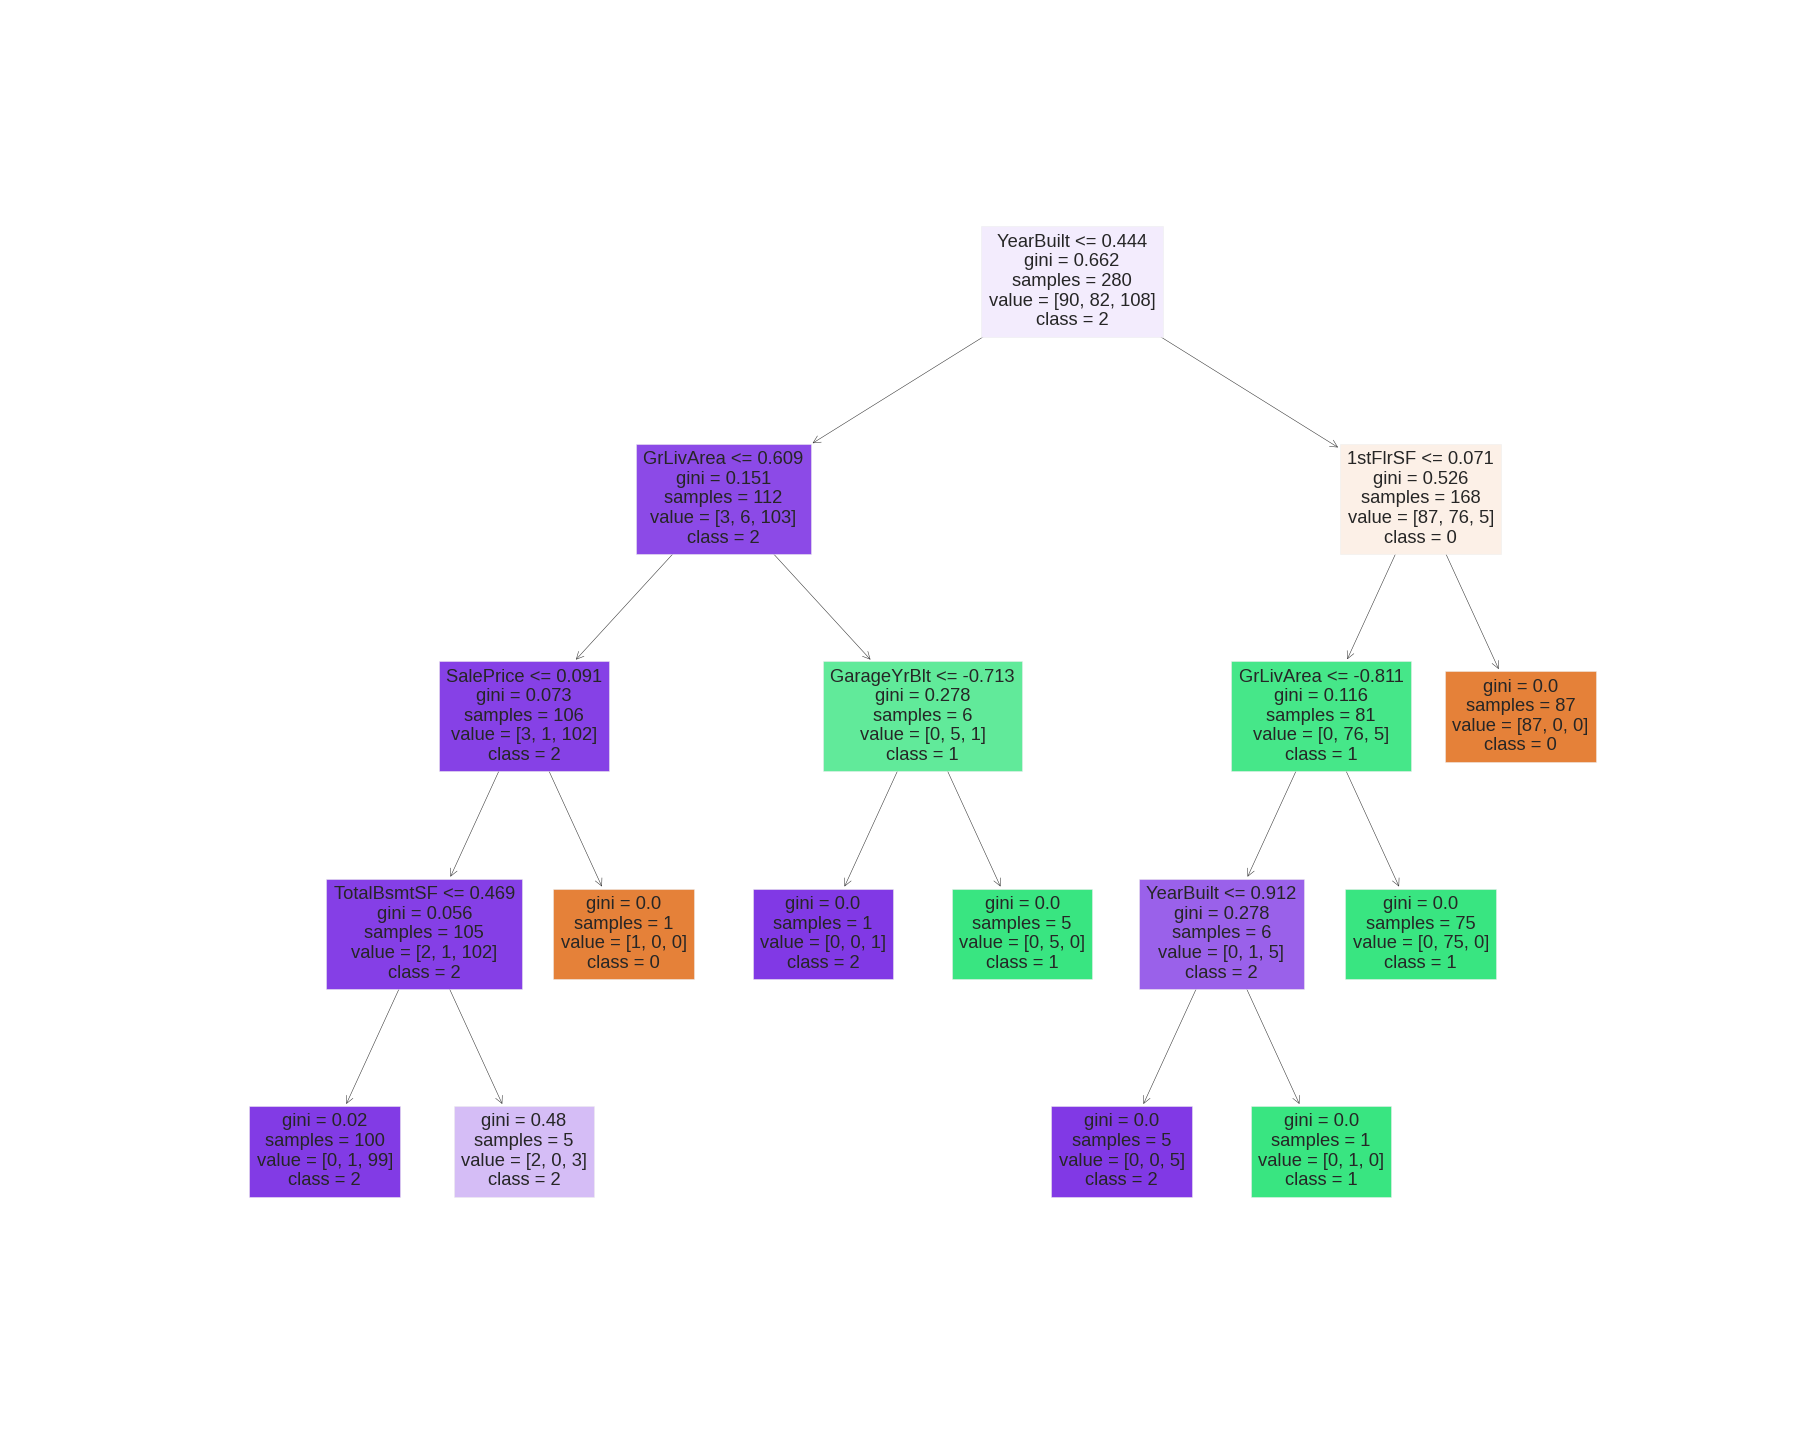 YearBuilt <= 0.444
gini = 0.662
samples = 280
value = [90, 82, 108]
class = 2
GrLivArea <= 0.609
gini = 0.151
samples = 112
value = [3, 6, 103]
class = 2
1stFlrSF <= 0.071
gini = 0.526
samples = 168
value = [87, 76, 5]
class = 0
SalePrice <= 0.091
gini = 0.073
samples = 106
value = [3, 1, 102]
class = 2
GarageYrBlt <= -0.713
gini = 0.278
samples = 6
value = [0, 5, 1]
class = 1
GrLivArea <= -0.811
gini = 0.116
samples = 81
value = [0, 76, 5]
class = 1
gini = 0.0
samples = 87
value = [87, 0, 0]
class = 0
TotalBsmtSF <= 0.469
gini = 0.056
samples = 105
value = [2, 1, 102]
class = 2
gini = 0.0
samples = 1
value = [1, 0, 0]
class = 0
gini = 0.0
samples = 1
value = [0, 0, 1]
class = 2
gini = 0.0
samples = 5
value = [0, 5, 0]
class = 1
YearBuilt <= 0.912
gini = 0.278
samples = 6
value = [0, 1, 5]
class = 2
gini = 0.0
samples = 75
value = [0, 75, 0]
class = 1
gini = 0.02
samples = 100
value = [0, 1, 99]
class = 2
gini = 0.48
samples = 5
value = [2, 0, 3]
class = 2
gini = 0.0
samples = 5
value = [0, 0, 5]
class = 2
gini = 0.0
samples = 1
value = [0, 1, 0]
class = 1